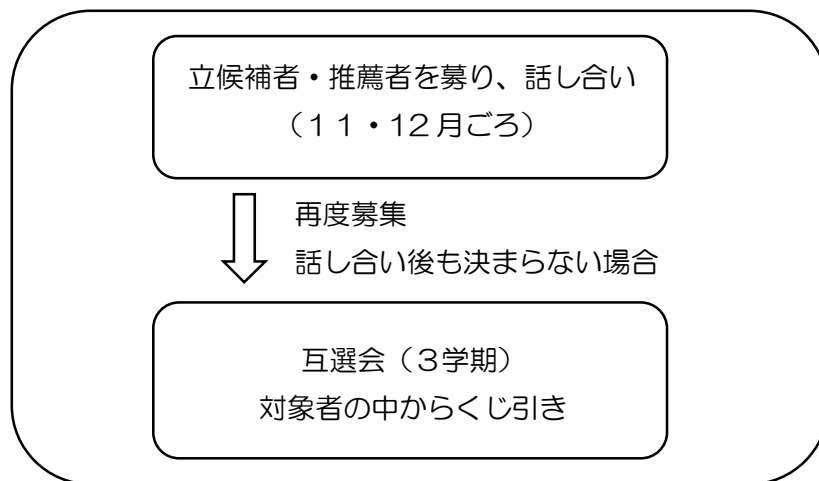 立候補者・推薦者を募り、話し合い
(１１・12月ごろ)
再度募集
話し合い後も決まらない場合
互選会（３学期）
対象者の中からくじ引き